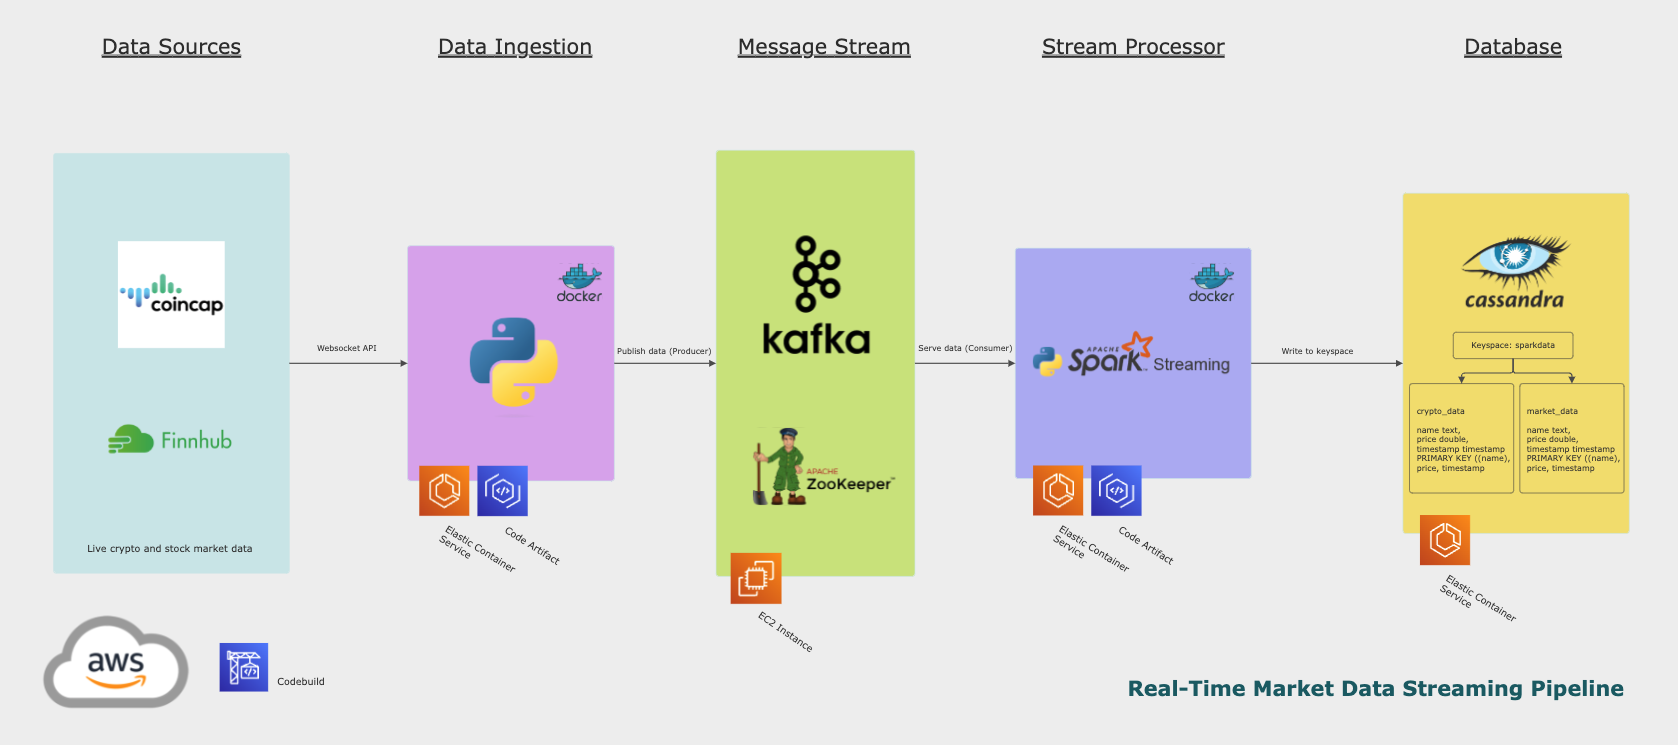 Data Sources
Data Ingestion
Message Stream
Stream Processor
Database
coincap
Finnhub
Live crypto and stock market data
Websocket API
docker
Elastic Container
Service
Code Artifact
Publish data (Producer)
kafka
APACHE
ZooKeeper™
EC2 Instance
Serve data (Consumer)
docker
APACHE
Spark™ Streaming
Elastic Container
Service
Code Artifact
Write to keyspace
cassandra
Keyspace: sparkdata
crypto_data
name text,
price double,
timestamp timestamp
PRIMARY KEY ((name),
price, timestamp
market_data
name text,
price double,
timestamp timestamp
PRIMARY KEY ((name),
price, timestamp
Elastic Container
Service
aws
Codebuild
Real-Time Market Data Streaming Pipeline